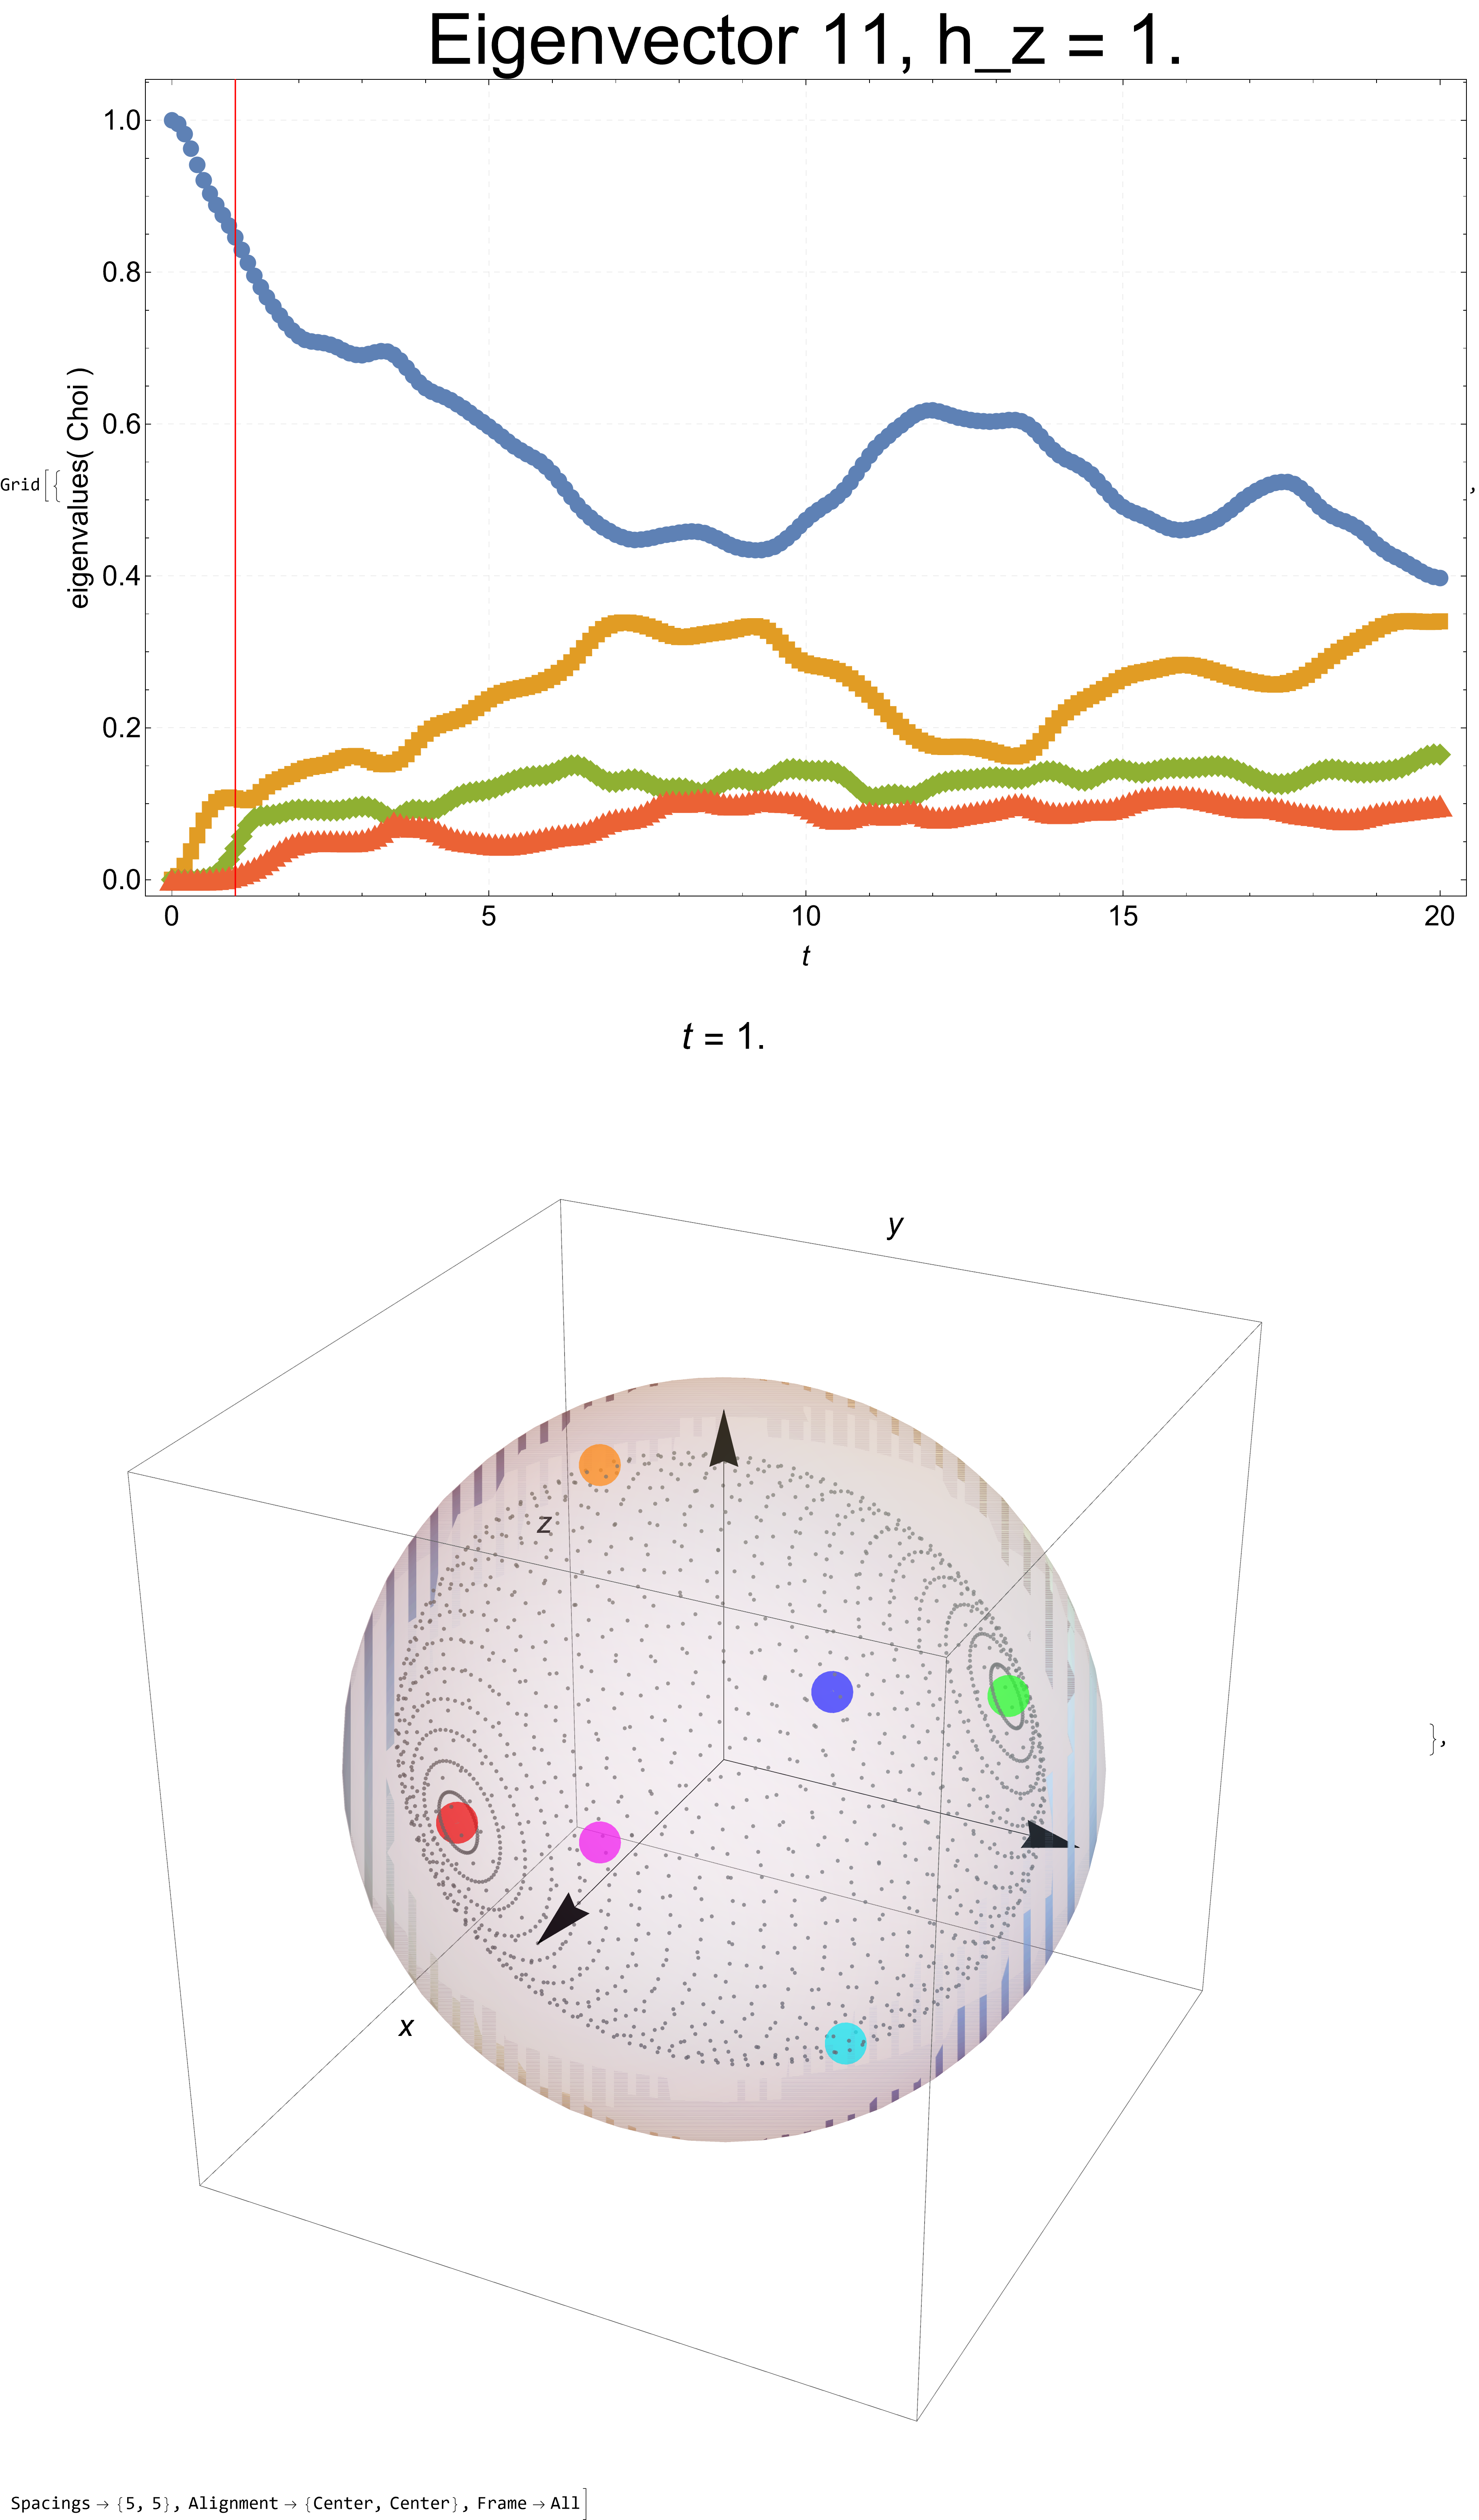 Eigenvector 11, h_z = 1.
1.0
0.8
0.6
0.4
0.2
0.0
eigenvalues( Choi )
Grid[{
,
0 5 10 15 20
t
t = 1.
y
z
x
},
Spacings → {5, 5}, Alignment → {Center, Center}, Frame → All]